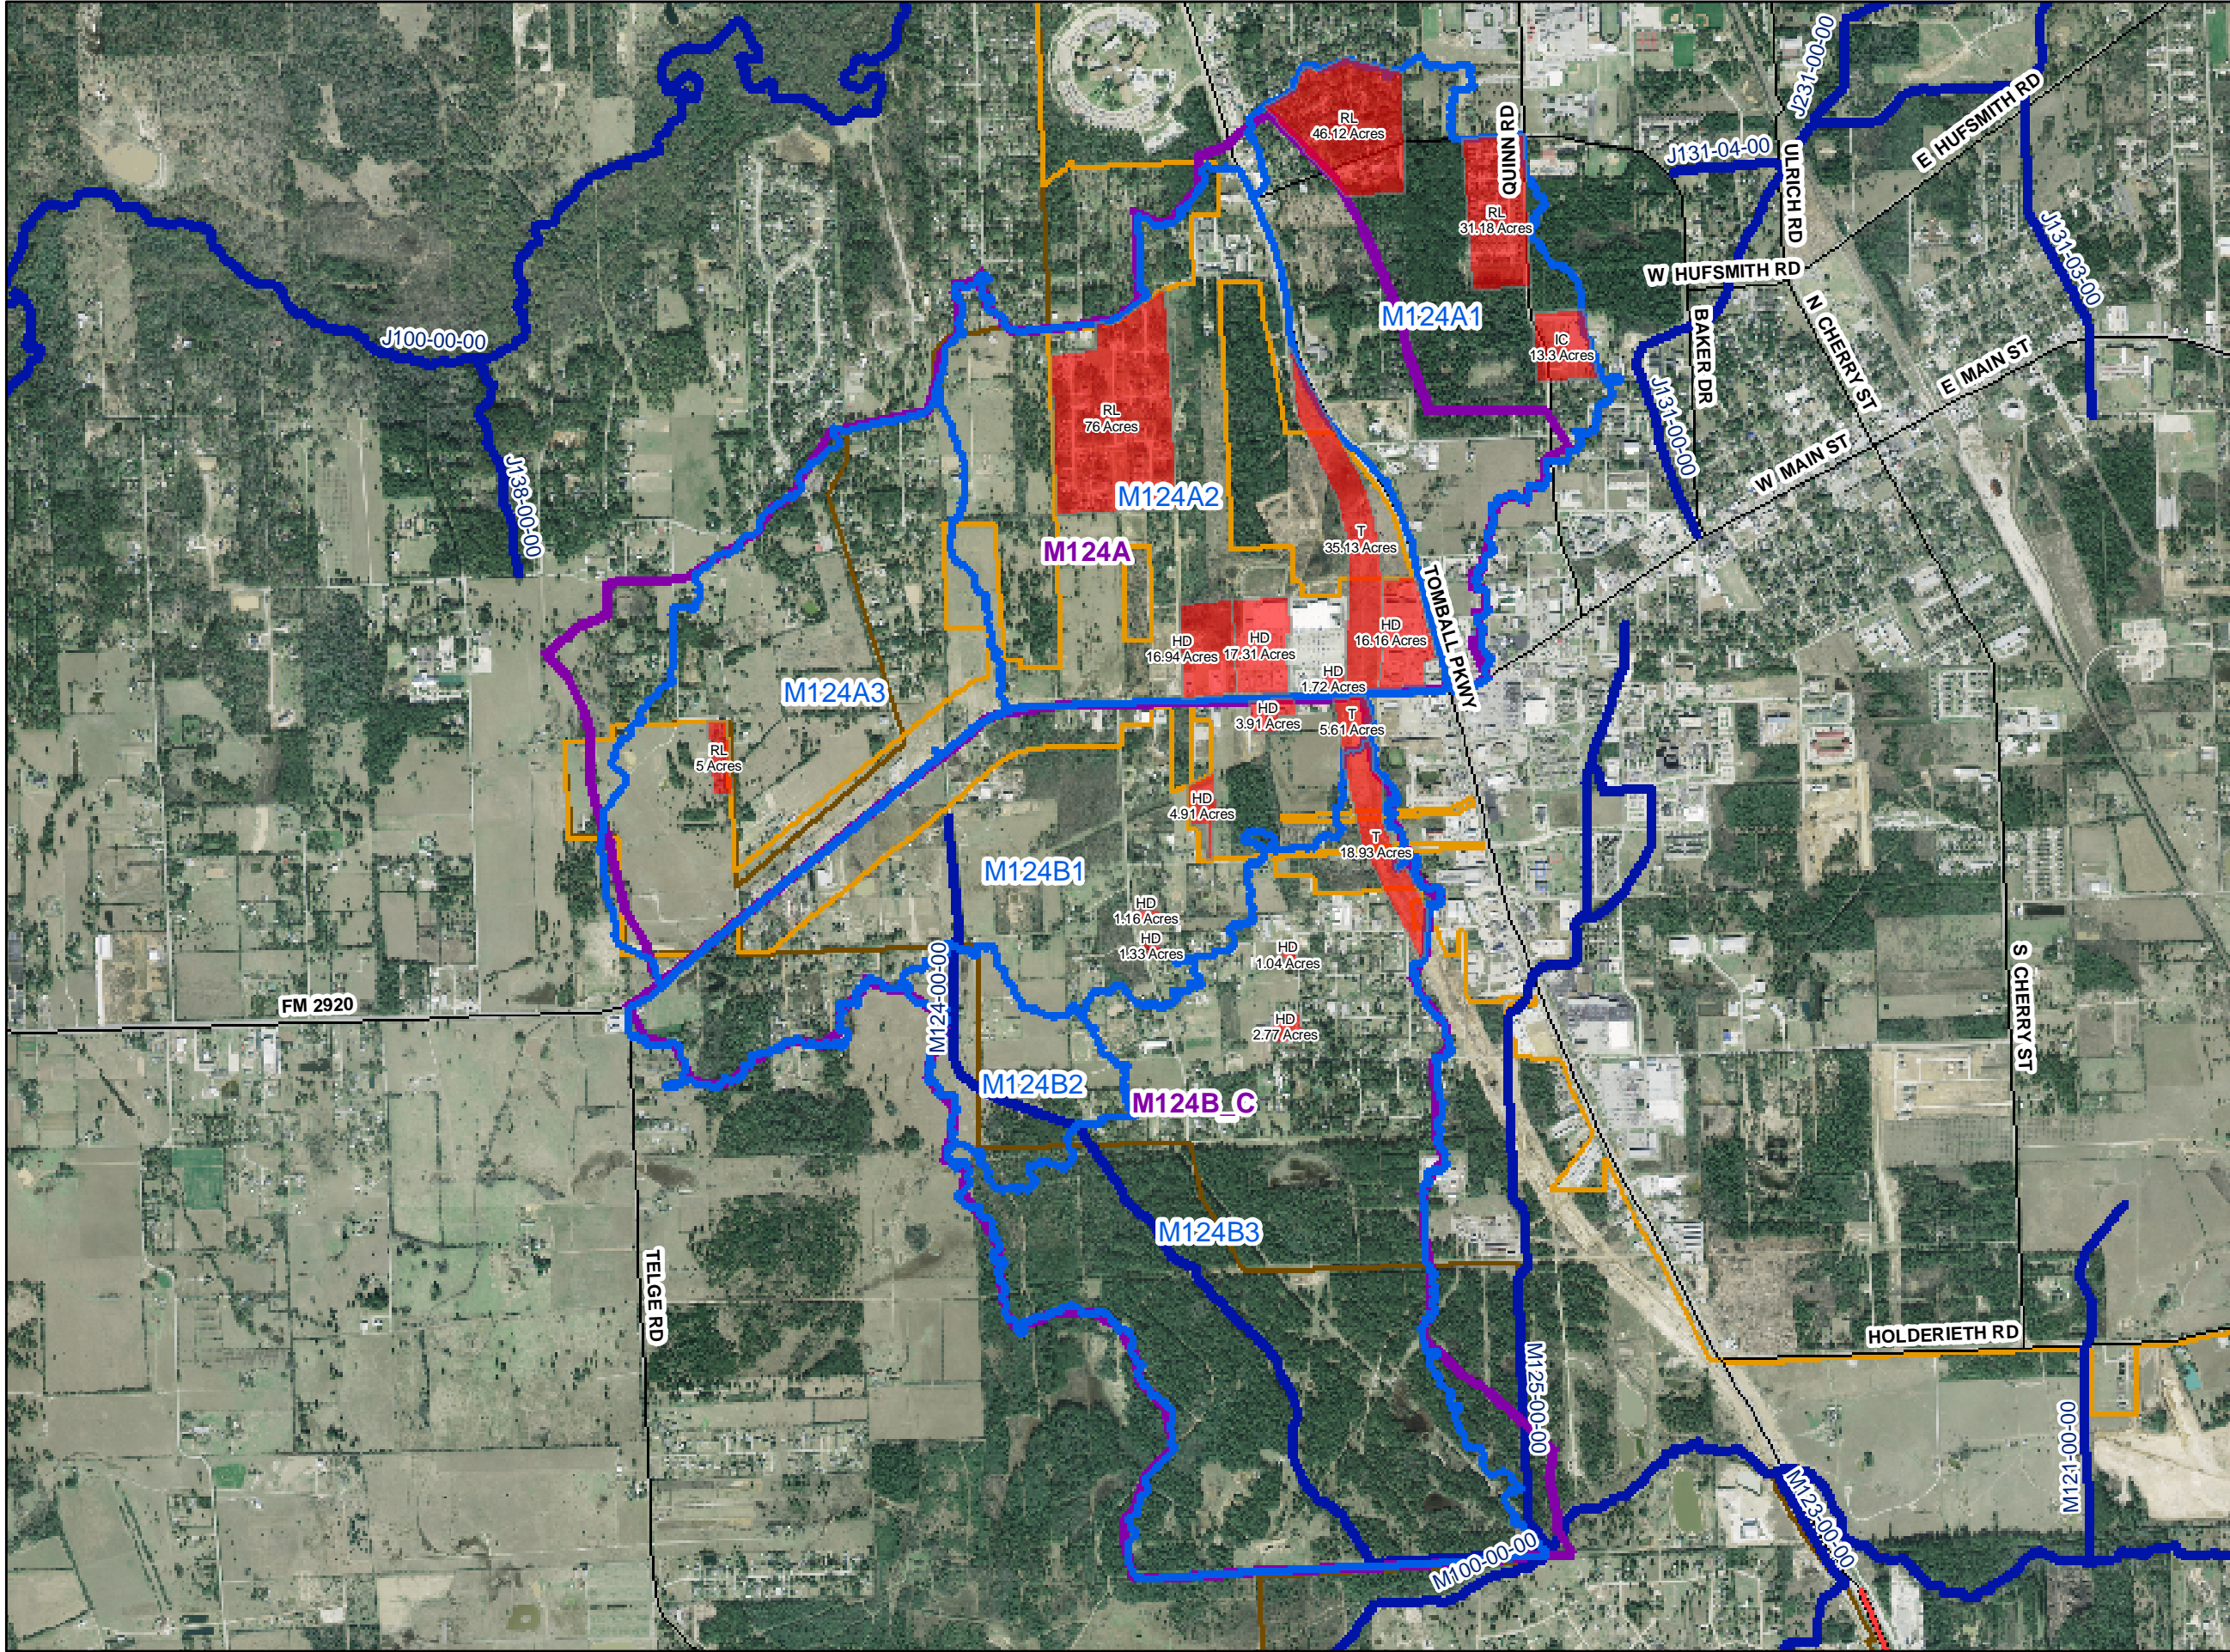 J231-00-00
E HUFSMITH RD
RL
46.12 Acres
QUINN RD
J131-04-00
ULRICH RD
RL
31.18 Acres
J131-03-00
W HUFSMITH RD
M124A1
N CHERRY ST
BAKER DR
J100-00-00
IC
13.3 Acres
E MAIN ST
J131-00-00
RL
76 Acres
W MAIN ST
J138-00-00
M124A2
M124A
T
35.13 Acres
TOMBALL PKWY
HD
16.94 Acres
HD
17.31 Acres
HD
16.16 Acres
HD
1.72 Acres
M124A3
HD
3.91 Acres
T
5.61 Acres
RL
5 Acres
HD
4.91 Acres
T
18.93 Acres
M124B1
HD
1.16 Acres
HD
1.33 Acres
HD
1.04 Acres
M124-00-00
S CHERRY ST
FM 2920
HD
2.77 Acres
M124B2
M124B_C
M124B3
TELGE RD
HOLDERIETH RD
M125-00-00
M121-00-00
M123-00-00
M100-00-00